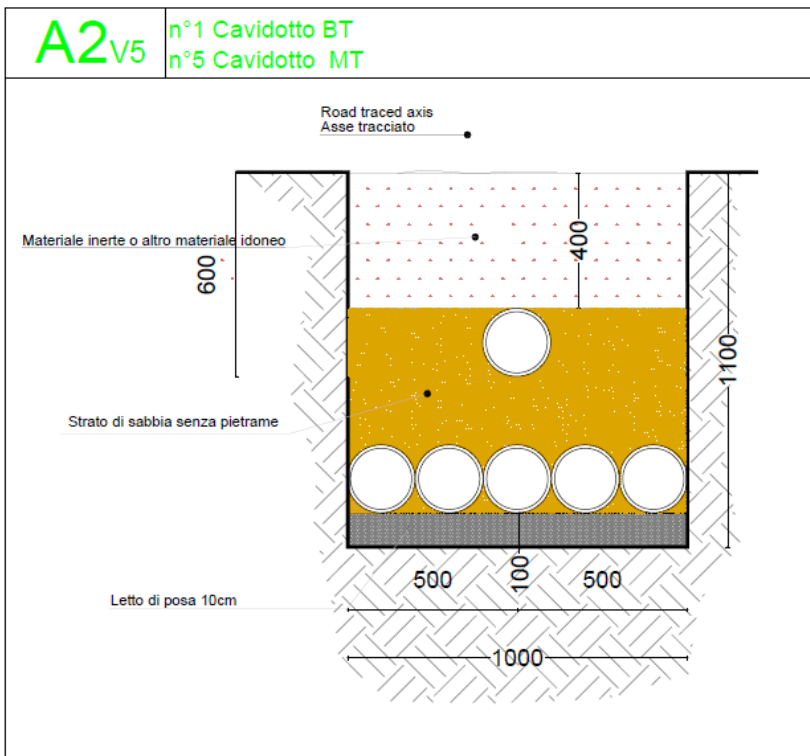 A2V5
n°1 Cavidotto BT
n°5 Cavidotto MT
Road traced axis
Asse tracciato
Materiale inerte o altro materiale idoneo
400
600
1100
Strato di sabbia senza pietrame
500
100
500
Letto di posa 10cm
1000